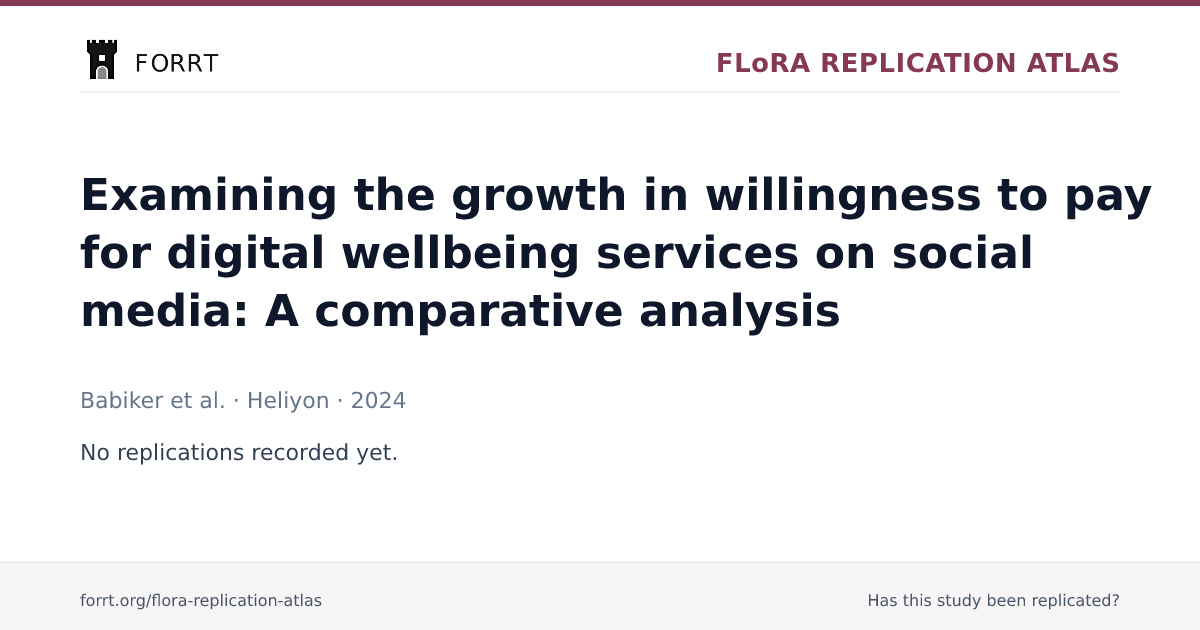 FORRT
FLoRA REPLICATION ATLAS
Examining the growth in willingness to pay
for digital wellbeing services on social
media: A comparative analysis
Babiker et al. · Heliyon · 2024
No replications recorded yet.
forrt.org/flora-replication-atlas
Has this study been replicated?